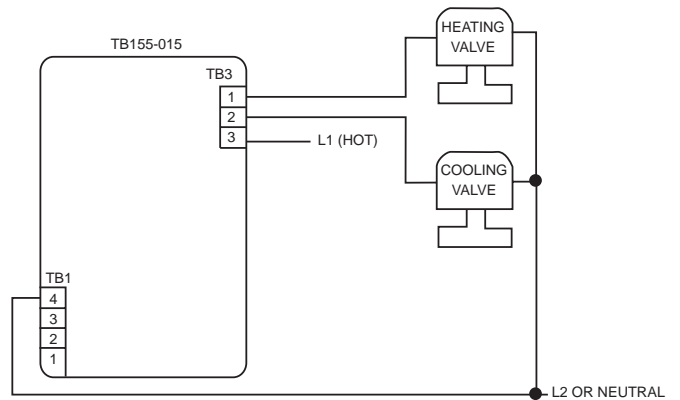 TB155-015
HEATING
VALVE
TB3
1
2
3
L1 (HOT)
COOLING
VALVE
TB1
4
3
2
1
L2 OR NEUTRAL